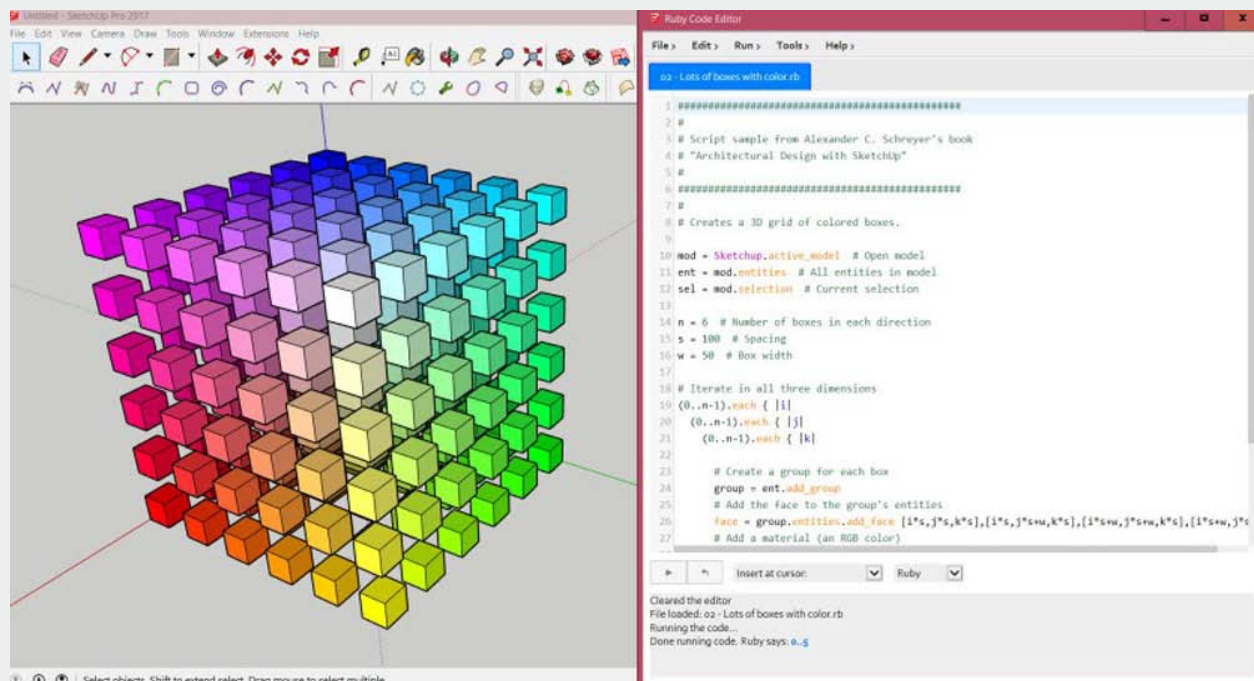 Untitled - SketchUp Pro 2017
File Edit View Camera Draw Tools Window Extensions Help
A1
Select objects. Shift to extend select. Drag mouse to select multiple.
Ruby Code Editor
File› Edit› Run› Tools› Help›
02 - Lots of boxes with color.rb
1 ###############################################
2 #
3 # Script sample from Alexander C. Schreyer's book
4 # "Architectural Design with SketchUp"
5 #
6 ###############################################
7 #
8 # Creates a 3D grid of colored boxes.
9
10 mod = Sketchup.active_model # Open model
11 ent = mod.entities # All entities in model
12 sel = mod.selection # Current selection
13
14 n = 6 # Number of boxes in each direction
15 s = 100 # Spacing
16 w = 50 # Box width
17
18 # Iterate in all three dimensions
19 (0..n-1).each { |i|
20 (0..n-1).each { |j|
21 (0..n-1).each { |k|
22
23 # Create a group for each box
24 group = ent.add_group
25 # Add the face to the group's entities
26 face = group.entities.add_face [i*s,j*s,k*s],[i*s,j*s+w,k*s],[i*s+w,j*s+w,k*s],[i*s+w,j*s
27 # Add a material (an RGB color)
Insert at cursor: Ruby
Cleared the editor
File loaded: 02 - Lots of boxes with color.rb
Running the code...
Done running code. Ruby says: 0..5